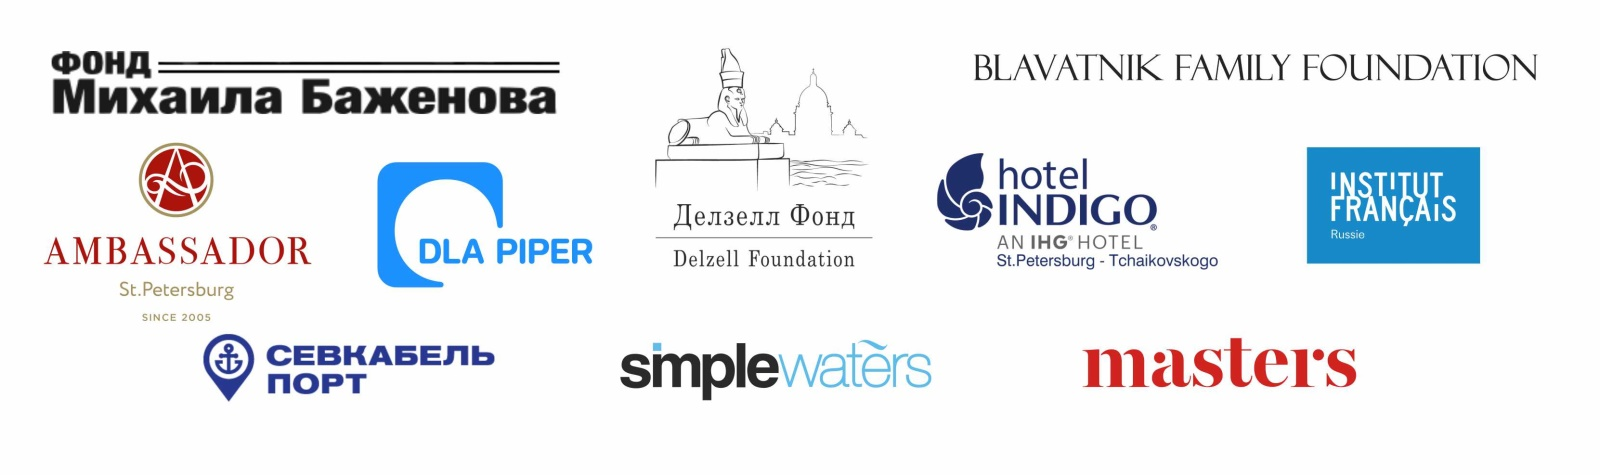 ФОНД
Михаила Баженова
BLAVATNIK FAMILY FOUNDATION
AMBASSADOR
St.Petersburg
SINCE 2005
DLA PIPER
Делзелл Фонд
Delzell Foundation
hotel
INDIGO®
AN IHG® HOTEL
St.Petersburg - Tchaikovskogo
INSTITUT
FRANÇAIS
Russie
СЕВКАБЕЛЬ
ПОРТ
simplewatẽrs
masters